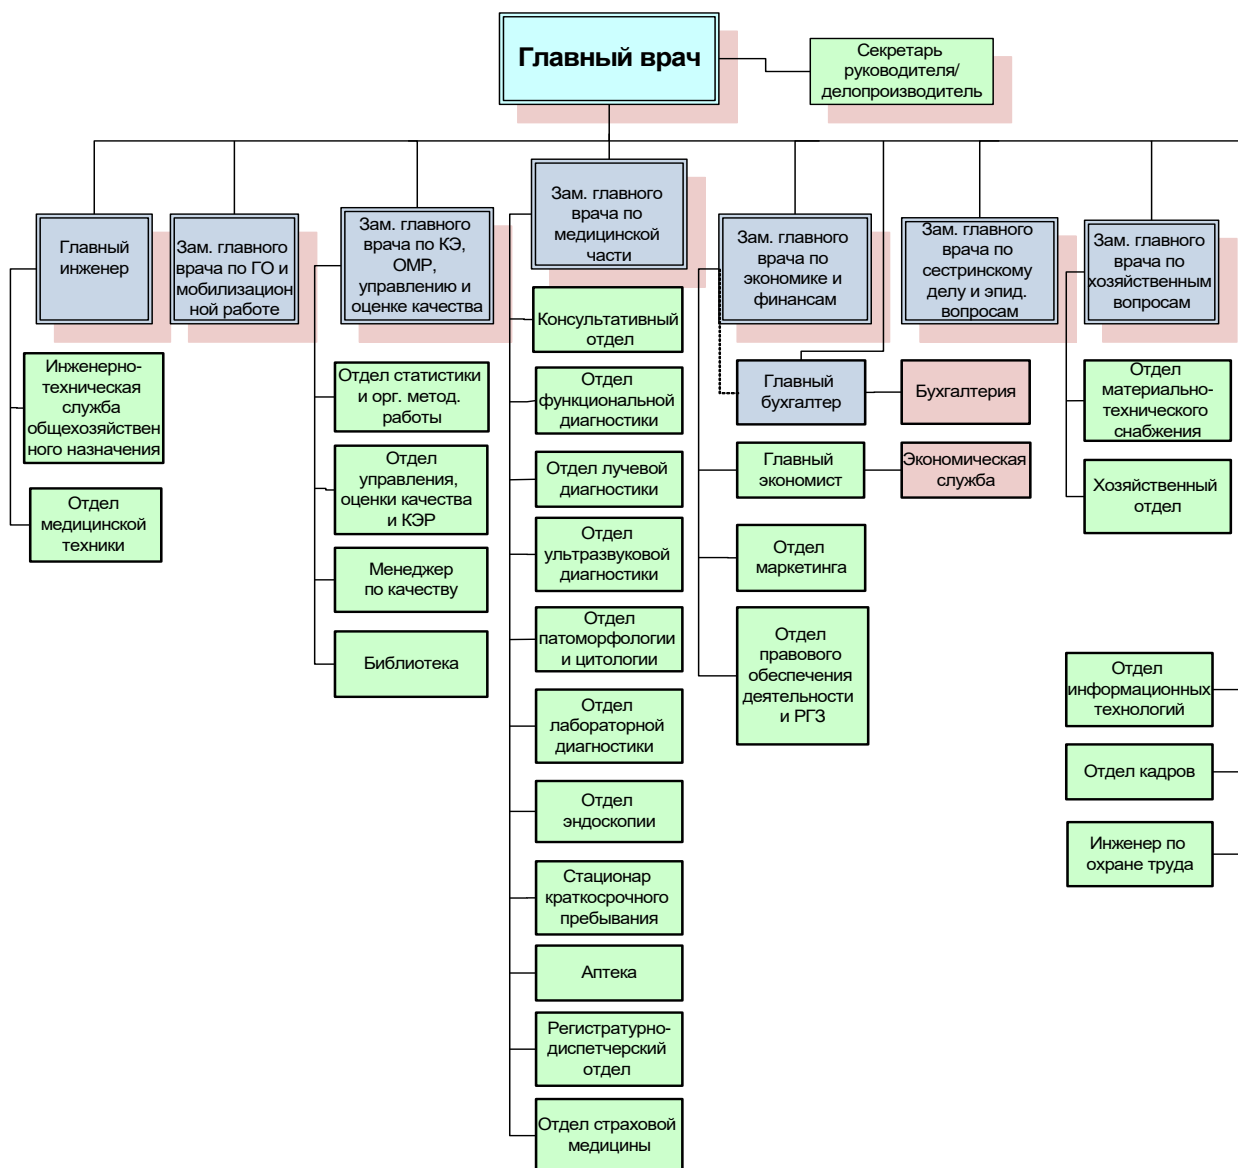 Главный врач
Секретарь
руководителя/
делопроизводитель
Главный
инженер
Зам. главного
врача по ГО и
мобилизацион
ной работе
Зам. главного
врача по КЭ,
ОМР,
управлению и
оценке качества
Зам. главного
врача по
медицинской
части
Зам. главного
врача по
экономике и
финансам
Зам. главного
врача по
сестринскому
делу и эпид.
вопросам
Зам. главного
врача по
хозяйственным
вопросам
Инженерно-
техническая
служба
общехозяйствен
ного назначения
Отдел
медицинской
техники
Отдел статистики
и орг. метод.
работы
Отдел
управления,
оценки качества
и КЭР
Менеджер
по качеству
Библиотека
Консультативный
отдел
Отдел
функциональной
диагностики
Отдел лучевой
диагностики
Отдел
ультразвуковой
диагностики
Отдел
патоморфологии
и цитологии
Отдел
лабораторной
диагностики
Отдел
эндоскопии
Стационар
краткосрочного
пребывания
Аптека
Регистратурно-
диспетчерский
отдел
Отдел страховой
медицины
Главный
бухгалтер
Бухгалтерия
Главный
экономист
Экономическая
служба
Отдел
маркетинга
Отдел
правового
обеспечения
деятельности
и РГЗ
Отдел
материально-
технического
снабжения
Хозяйственный
отдел
Отдел
информационных
технологий
Отдел кадров
Инженер по
охране труда